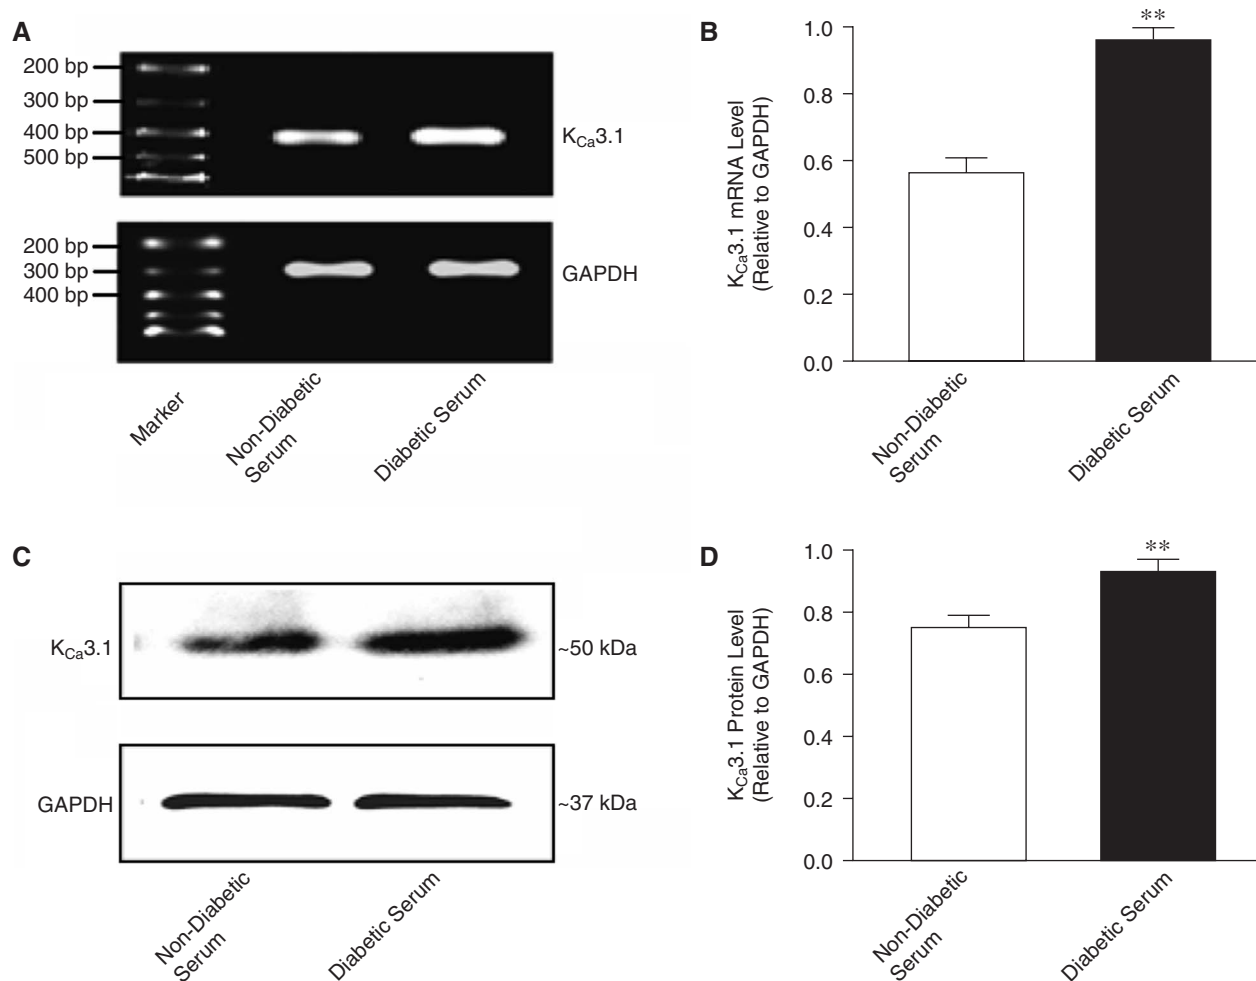 A
200 bp
300 bp
400 bp
500 bp
KCa3.1
200 bp
300 bp
400 bp
GAPDH
Marker
Non-Diabetic
Serum
Diabetic Serum
B
KCa3.1 mRNA Level
(Relative to GAPDH)
1.0
0.8
0.6
0.4
0.2
0.0
**
Non-Diabetic
Serum
Diabetic Serum
C
KCa3.1
~50 kDa
GAPDH
~37 kDa
Non-Diabetic
Serum
Diabetic Serum
D
KCa3.1 Protein Level
(Relative to GAPDH)
1.0
0.8
0.6
0.4
0.2
0.0
**
Non-Diabetic
Serum
Diabetic Serum